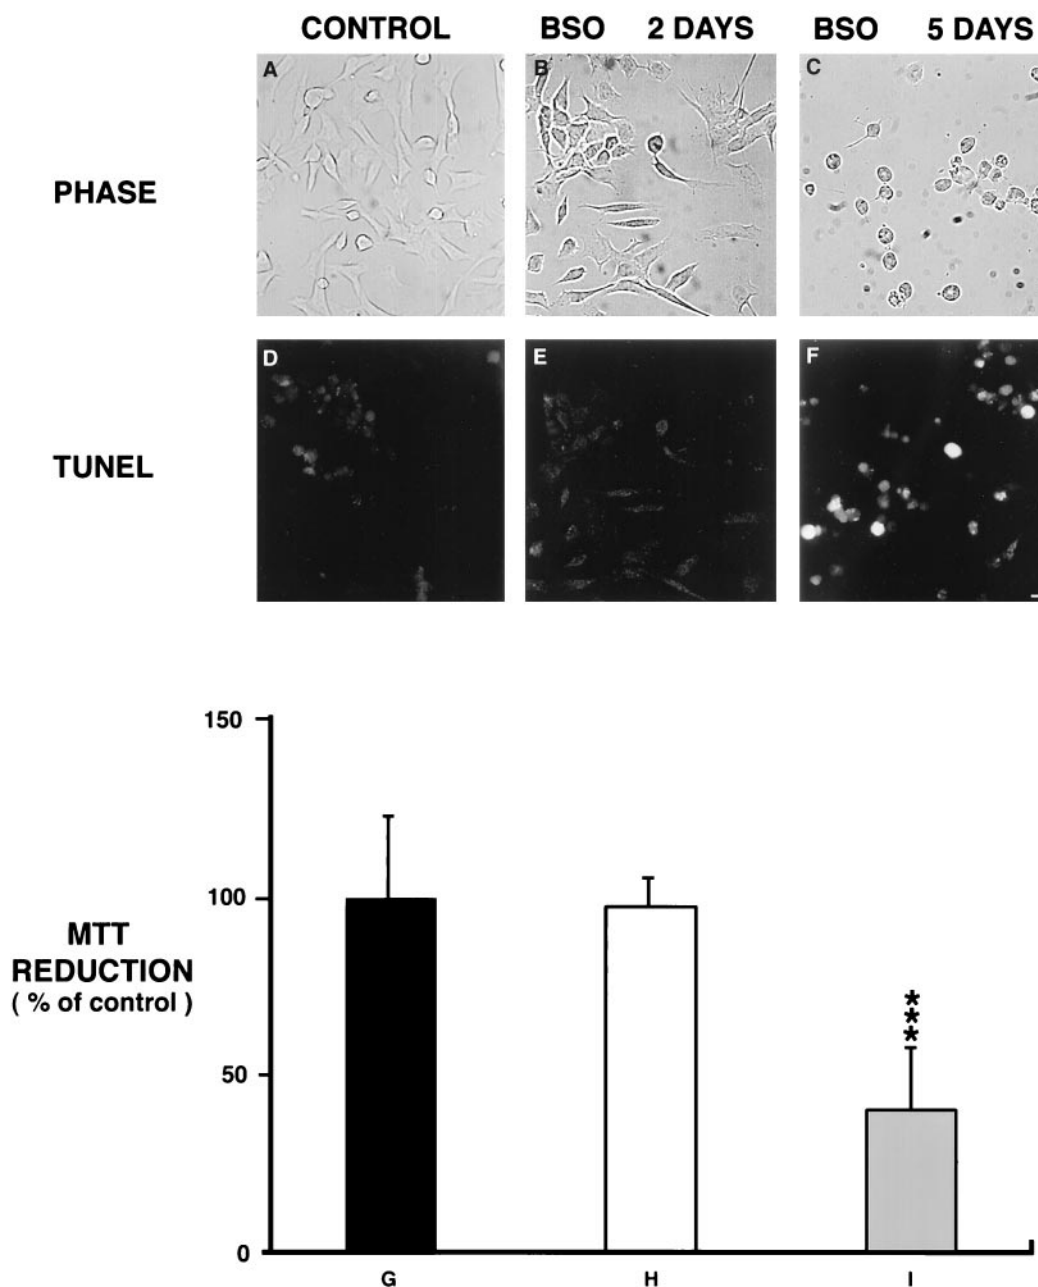 CONTROL BSO 2 DAYS BSO 5 DAYS
PHASE
A B C
TUNEL
D E F
150
100
MTT
REDUCTION
( % of control )
50
***
0
G H I